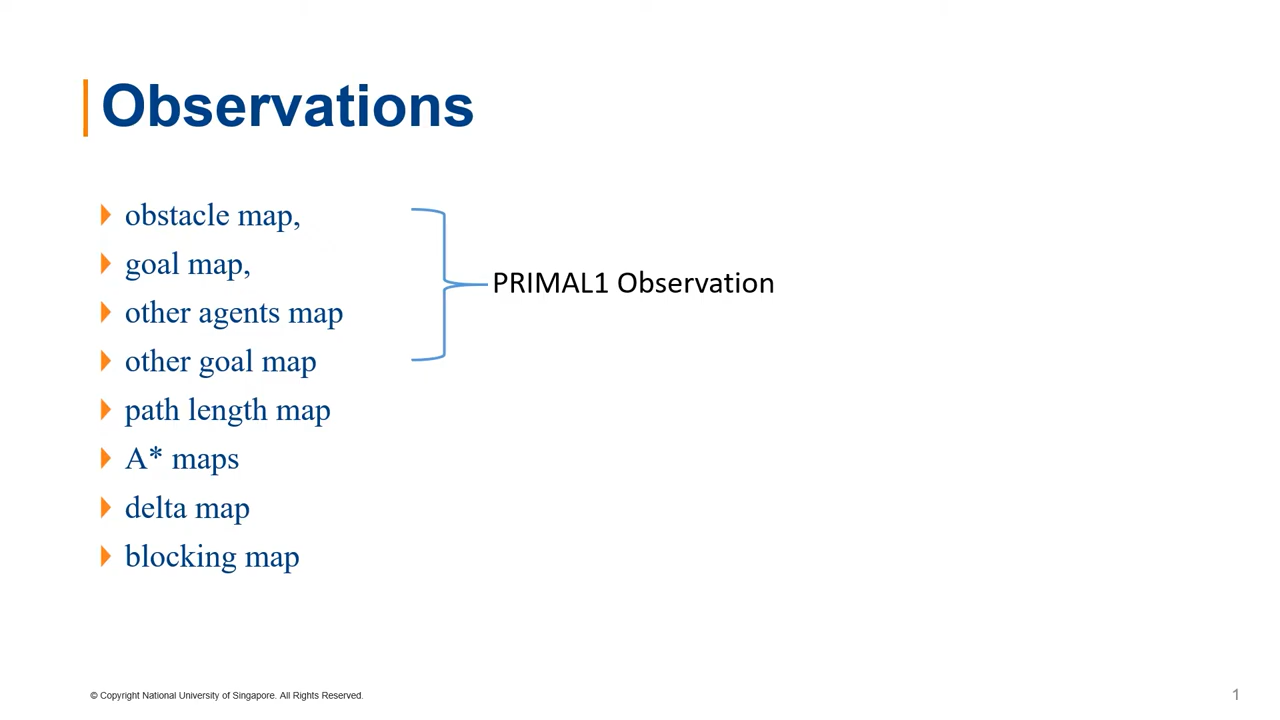 Observations
obstacle map,
goal map,
other agents map
other goal map
path length map
A* maps
delta map
blocking map
PRIMAL1 Observation
© Copyright National University of Singapore. All Rights Reserved.
1